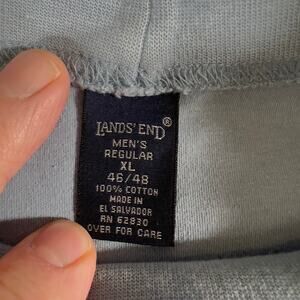 LANDS' END®
MEN'S
REGULAR
XL
46/48
100% COTTON
MADE IN
EL SALVADOR
RN 62830
OVER FOR CARE